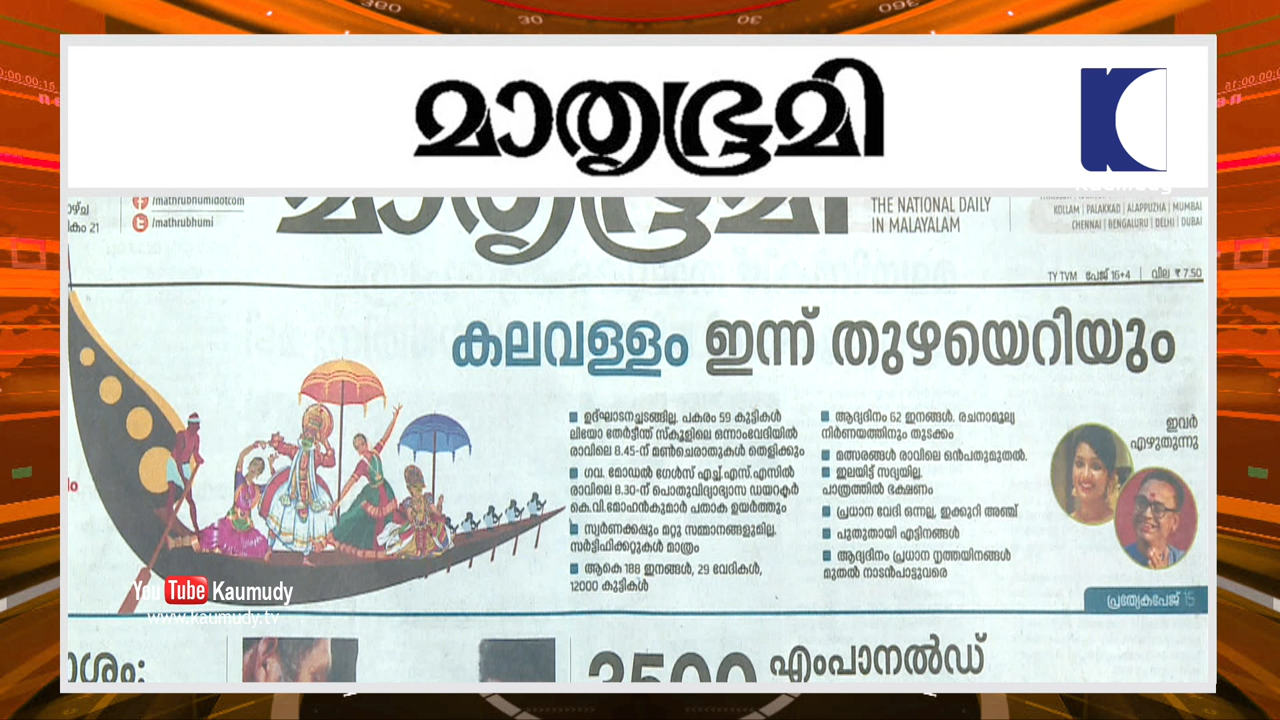 മാതൃഭൂമി
/mathrubhumidotcom
/mathrubhumi
മാതൃഭൂമി
THE NATIONAL DAILY
IN MALAYALAM
KOLLAM | PALAKKAD | ALAPPUZHA | MUMBAI
CHENNAI | BENGALURU | DELHI | DUBAI
TY TVM പേജ് 16+4 | വില ₹ 7.50
കലവള്ളം ഇന്ന് തുഴയെറിയും
ഉദ്ഘാടനച്ചടങ്ങില്ല. പകരം 59 കുട്ടികൾ
ലിയോ തേർട്ടീന്ത് സ്കൂളിലെ ഒന്നാംവേദിയിൽ
രാവിലെ 8.45-ന് മൺചെരാതുകൾ തെളിക്കും
ഗവ. മോഡൽ ഗേൾസ് എച്ച്.എസ്.എസിൽ
രാവിലെ 8.30-ന് പൊതുവിദ്യാഭ്യാസ ഡയറക്ടർ
കെ.വി.മോഹൻകുമാർ പതാക ഉയർത്തും
സ്വർണക്കപ്പും മറ്റു സമ്മാനങ്ങളുമില്ല.
സർട്ടിഫിക്കറ്റുകൾ മാത്രം
ആകെ 188 ഇനങ്ങൾ, 29 വേദികൾ,
12000 കുട്ടികൾ
ആദ്യദിനം 62 ഇനങ്ങൾ. രചനാമൂല്യ
നിർണയത്തിനും തുടക്കം
മത്സരങ്ങൾ രാവിലെ ഒൻപതുമുതൽ.
ഇലയിട്ട് സദ്യയില്ല.
പാത്രത്തിൽ ഭക്ഷണം
പ്രധാന വേദി ഒന്നല്ല, ഇക്കുറി അഞ്ച്
പുതുതായി എട്ടിനങ്ങൾ
ആദ്യദിനം പ്രധാന നൃത്തയിനങ്ങൾ
മുതൽ നാടൻപാട്ടുവരെ
ഇവർ
എഴുതുന്നു
പ്രത്യേകപേജ് 15
You Tube Kaumudy
www.kaumudy.tv
3500 എംപാനൽഡ്